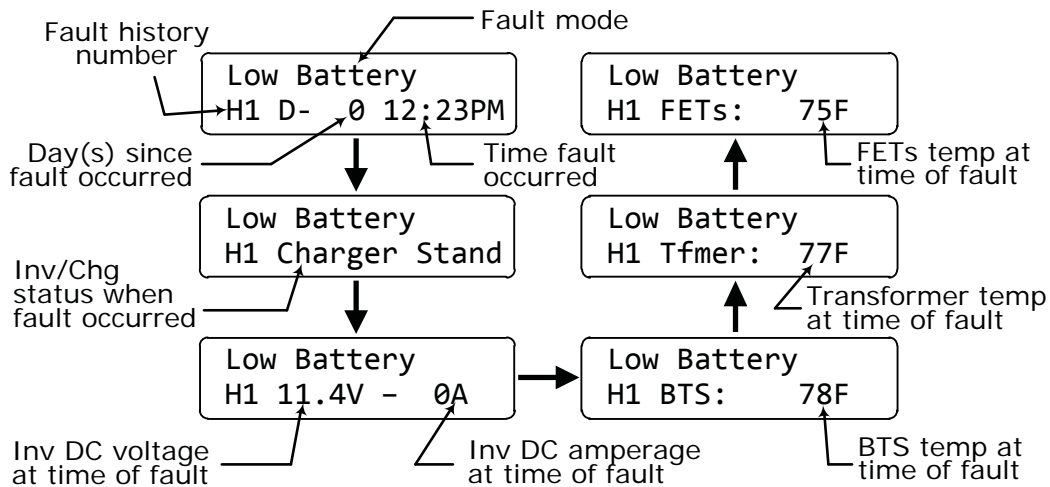 Fault history
number
Fault mode
Low Battery
H1 D-  0 12:23PM
Day(s) since
fault occurred
Time fault
occurred
Low Battery
H1 Charger Stand
Inv/Chg
status when
fault occurred
Low Battery
H1 11.4V –  0A
Inv DC voltage
at time of fault
Inv DC amperage
at time of fault
Low Battery
H1 BTS:    78F
BTS temp at
time of fault
Low Battery
H1 Tfmer:  77F
Transformer temp
at time of fault
Low Battery
H1 FETs:   75F
FETs temp at
time of fault